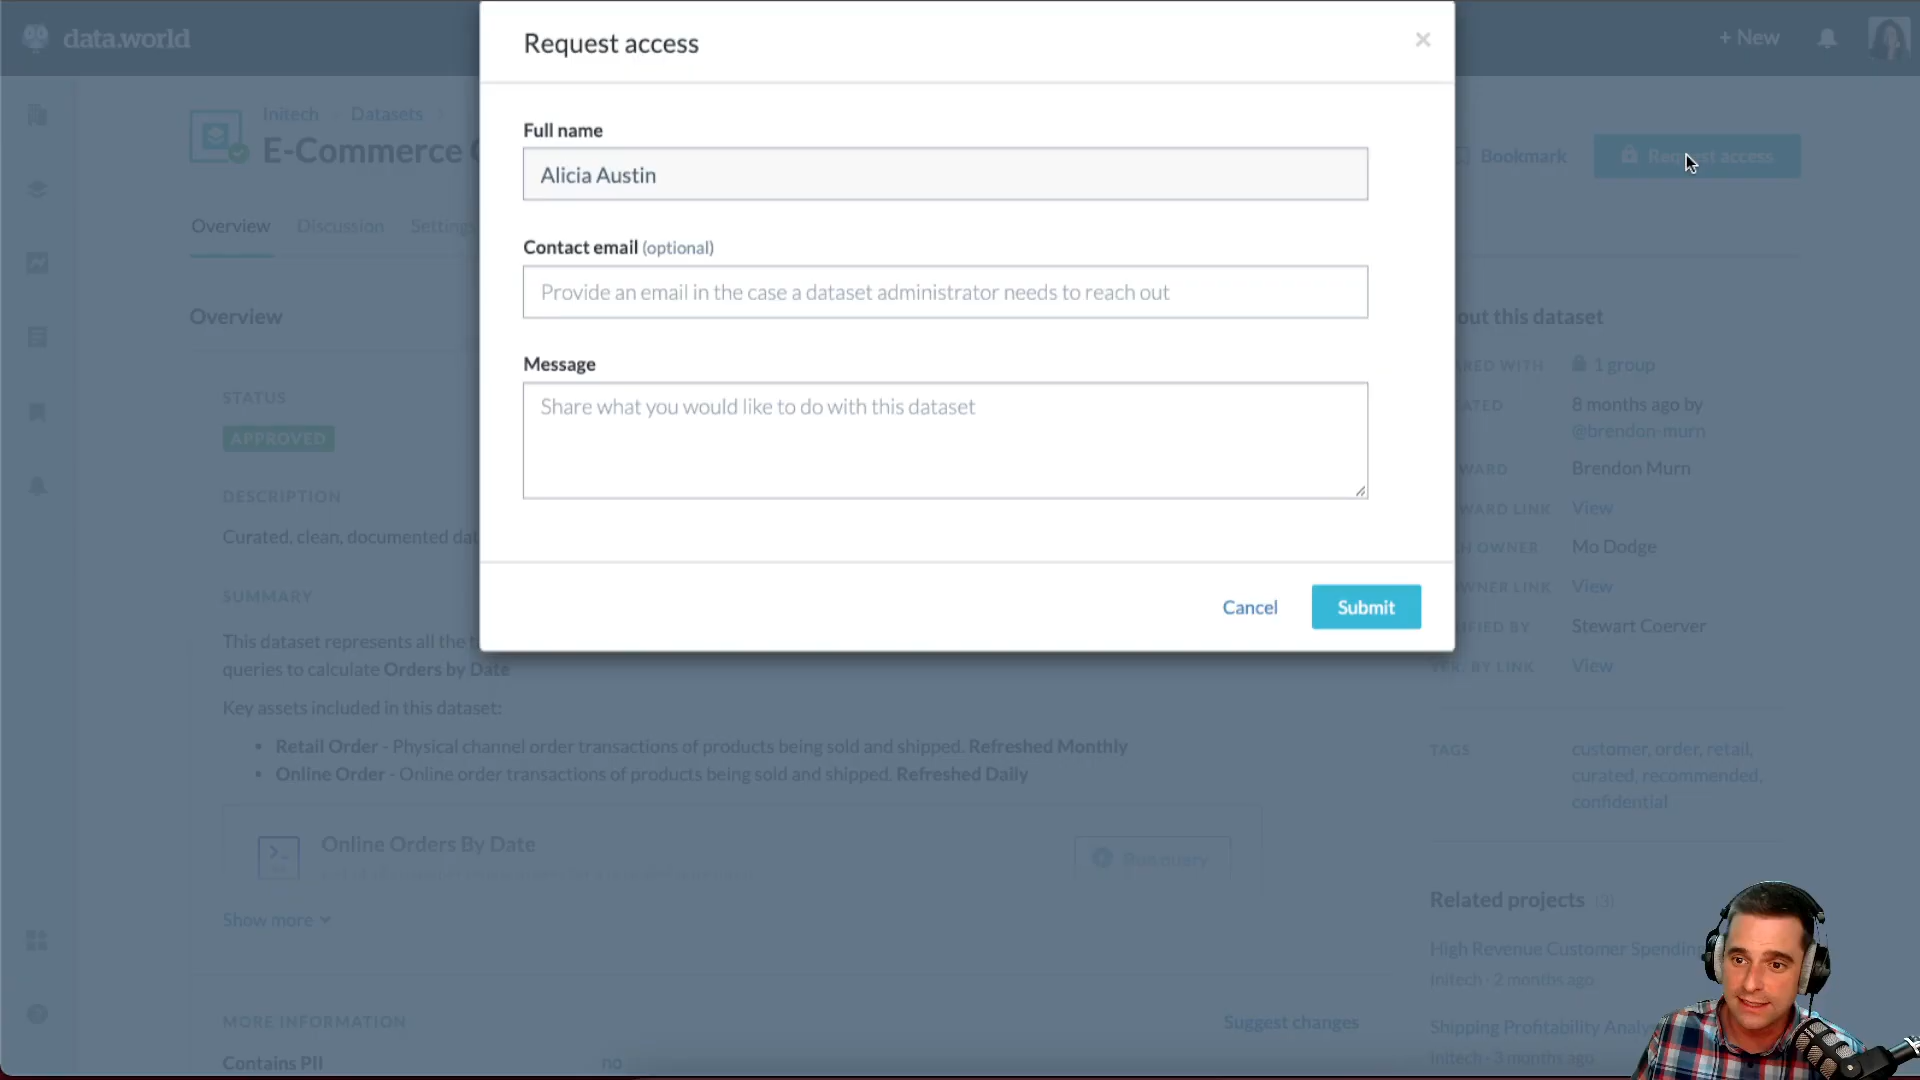 data.world
+ New
Request access
×
Full name
Alicia Austin
Contact email (optional)
Provide an email in the case a dataset administrator needs to reach out
Message
Share what you would like to do with this dataset
Cancel
Submit
Initech
Datasets
E-Commerce
Bookmark
Request access
Overview
Discussion
Settings
Overview
STATUS
APPROVED
DESCRIPTION
Curated, clean, documented
SUMMARY
This dataset represents all the
queries to calculate Orders by Date
Key assets included in this dataset:
• Retail Order - Physical channel order transactions of products being sold and shipped. Refreshed Monthly
• Online Order - Online order transactions of products being sold and shipped. Refreshed Daily
Online Orders By Date
Run query
Show more
MORE INFORMATION
Suggest changes
Contains PII
no
out this dataset
RED WITH
1 group
ATED
8 months ago by
@brendon-murn
WARD
Brendon Murn
WARD LINK
View
H OWNER
Mo Dodge
OWNER LINK
View
IFIED BY
Stewart Coerver
VER. BY LINK
View
TAGS
customer, order, retail,
curated, recommended,
confidential
Related projects (3)
High Revenue Customer Spending
Initech · 2 months ago
Shipping Profitability Analy
Initech · 3 months ago